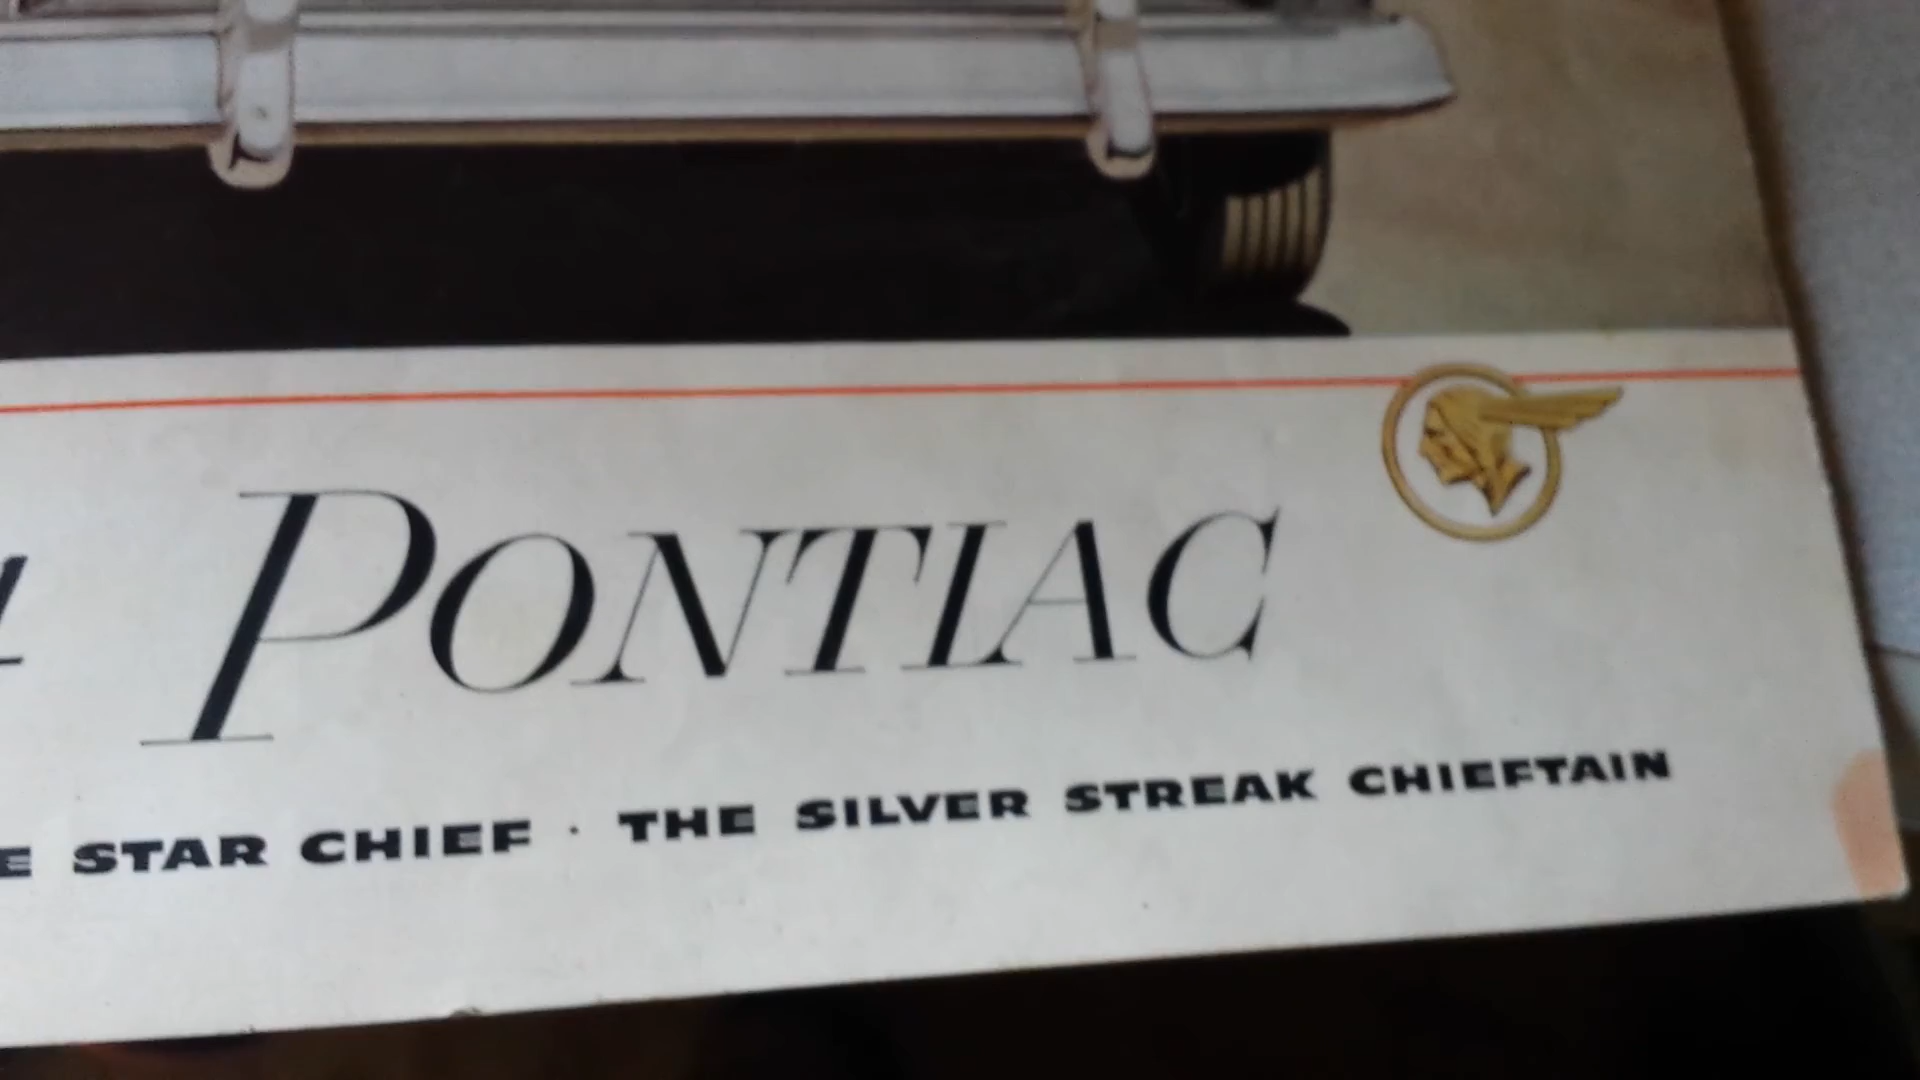 PONTIAC
STAR CHIEF · THE SILVER STREAK CHIEFTAIN